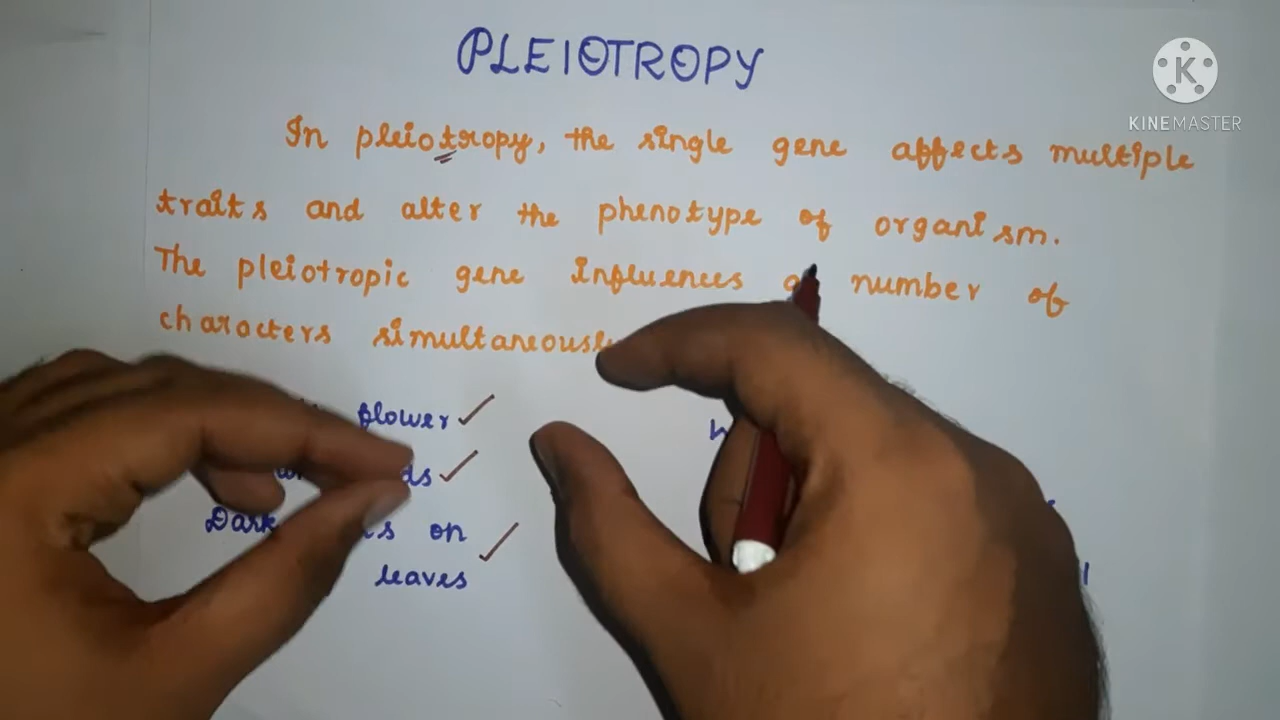 PLEIOTROPY
KINEMASTER
In pleiotropy, the single gene affects multiple
traits and alter the phenotype of organism.
The pleiotropic gene influences a number of
characters simultaneously
flower
Dark on
leaves